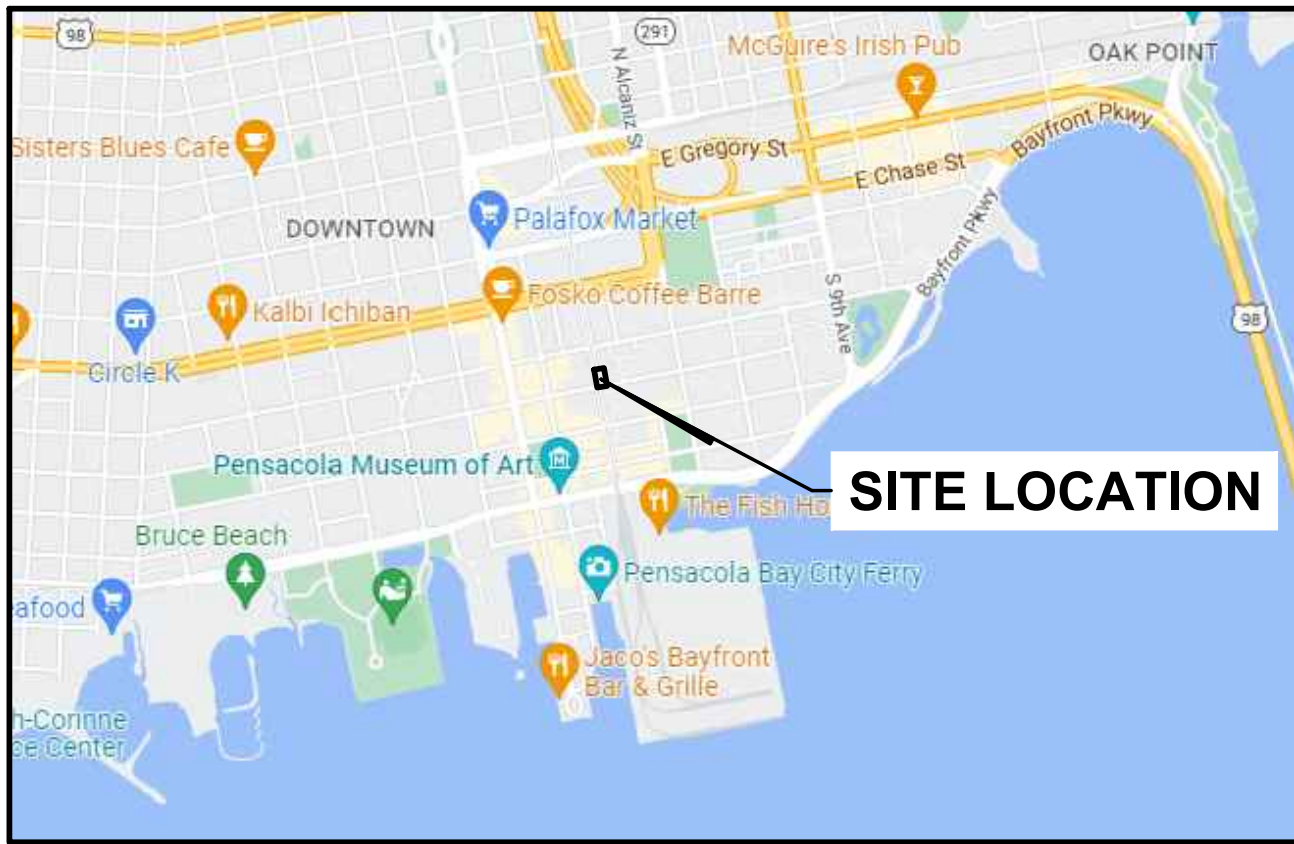 98
291
McGuire's Irish Pub
OAK POINT
N Alcaniz St
Sisters Blues Cafe
E Gregory St
Bayfront Pkwy
E Chase St
DOWNTOWN
Palafox Market
Bayfront Pkwy
Kalbi Ichiban
Fosko Coffee Barre
S 9th Ave
98
Circle K
Pensacola Museum of Art
SITE LOCATION
The Fish Ho
Bruce Beach
Pensacola Bay City Ferry
afood
Jaco's Bayfront
Bar & Grille
h-Corinne
ce Center